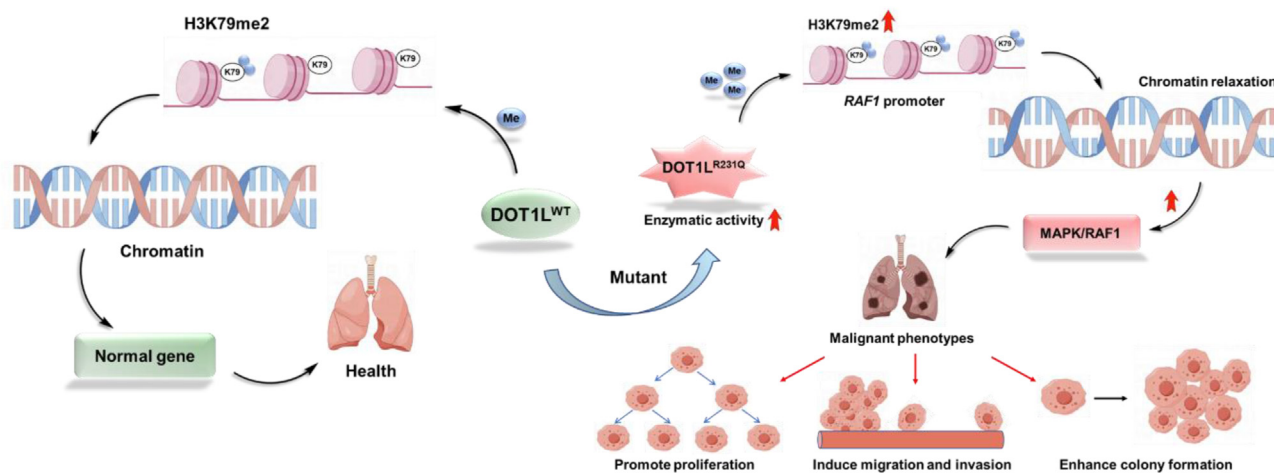 H3K79me2
K79
K79
K79
Me
DOT1L^WT
Chromatin
Normal gene
Health
Mutant
DOT1L^R231Q
Enzymatic activity
Me
Me
Me
H3K79me2
K79
K79
K79
RAF1 promoter
Chromatin relaxation
MAPK/RAF1
Malignant phenotypes
Promote proliferation
Induce migration and invasion
Enhance colony formation